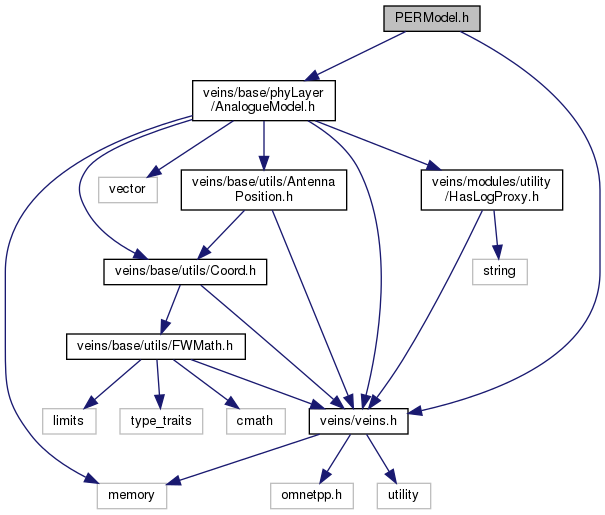 PERModel.h
veins/base/phyLayer
/AnalogueModel.h
vector
veins/base/utils/Antenna
Position.h
veins/modules/utility
/HasLogProxy.h
veins/base/utils/Coord.h
string
veins/base/utils/FWMath.h
limits
type_traits
cmath
veins/veins.h
memory
omnetpp.h
utility